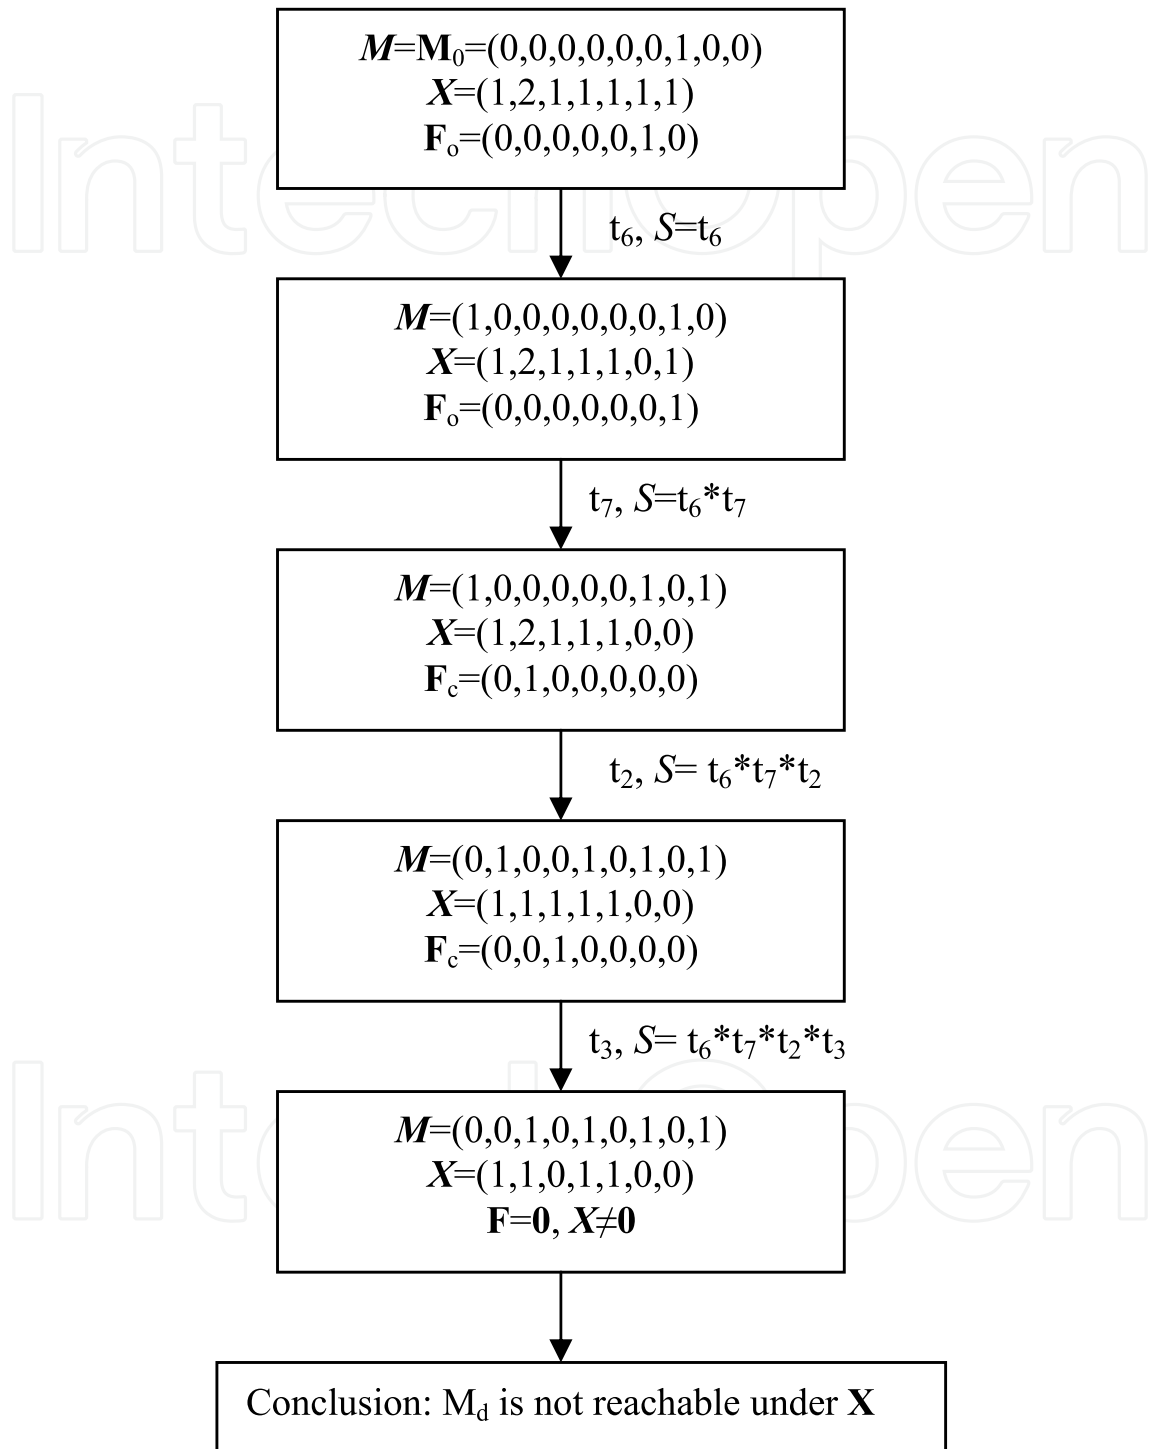 M=M₀=(0,0,0,0,0,0,1,0,0)
X=(1,2,1,1,1,1,1)
Fₒ=(0,0,0,0,0,1,0)
t₆, S=t₆
M=(1,0,0,0,0,0,0,1,0)
X=(1,2,1,1,1,0,1)
Fₒ=(0,0,0,0,0,0,1)
t₇, S=t₆*t₇
M=(1,0,0,0,0,0,1,0,1)
X=(1,2,1,1,1,0,0)
F_c=(0,1,0,0,0,0,0)
t₂, S= t₆*t₇*t₂
M=(0,1,0,0,1,0,1,0,1)
X=(1,1,1,1,1,0,0)
F_c=(0,0,1,0,0,0,0)
t₃, S= t₆*t₇*t₂*t₃
M=(0,0,1,0,1,0,1,0,1)
X=(1,1,0,1,1,0,0)
F=0, X≠0
Conclusion: M_d is not reachable under X
IntechOpen
IntechOpen